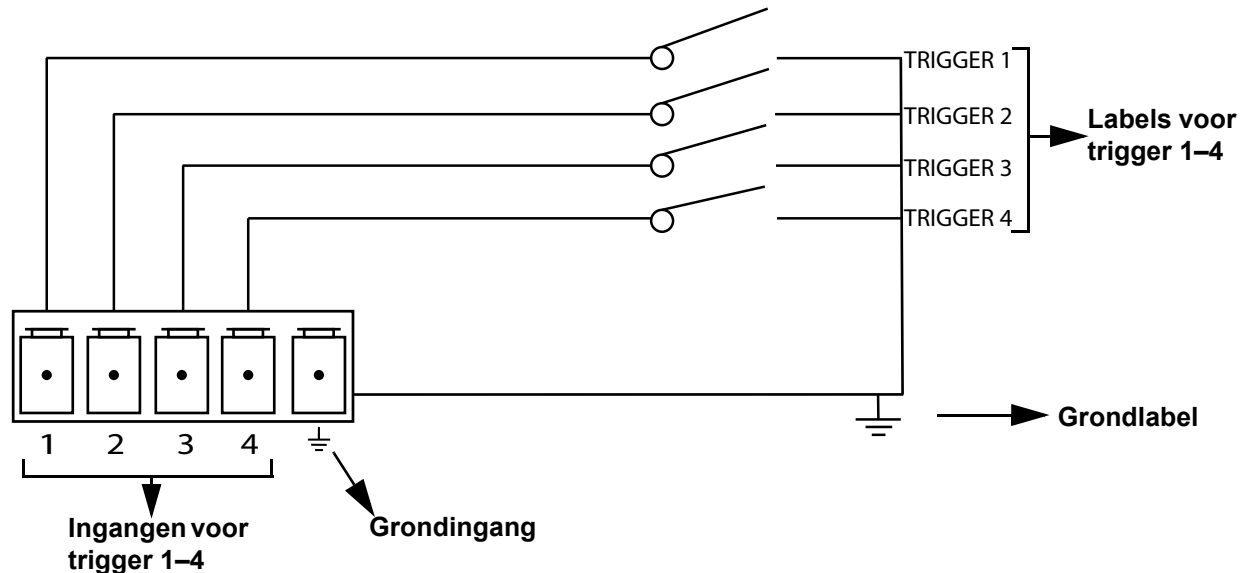 TRIGGER 1
TRIGGER 2
TRIGGER 3
TRIGGER 4
Labels voor
trigger 1–4
Grondlabel
1 2 3 4
Grondingang
Ingangen voor
trigger 1–4